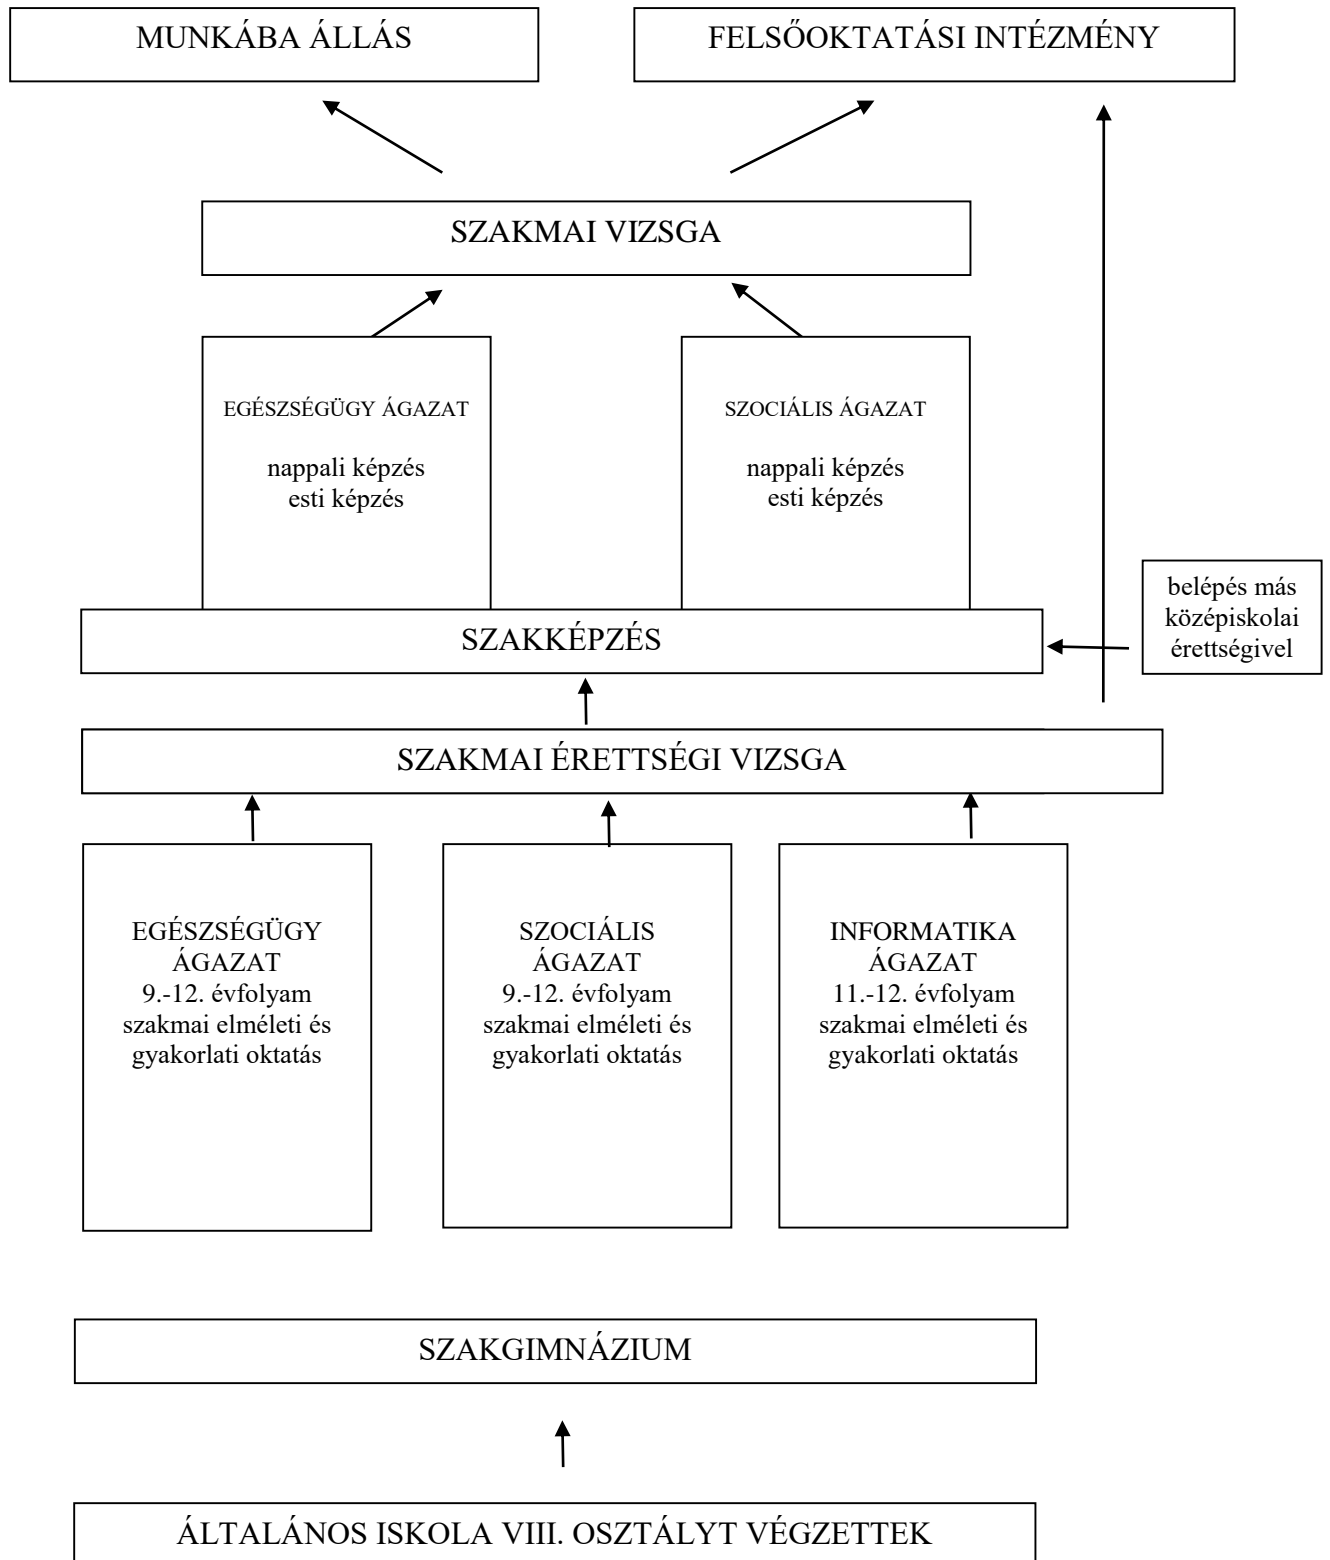 MUNKÁBA ÁLLÁS
FELSŐOKTATÁSI INTÉZMÉNY
SZAKMAI VIZSGA
EGÉSZSÉGÜGY ÁGAZAT
nappali képzés
esti képzés
SZOCIÁLIS ÁGAZAT
nappali képzés
esti képzés
belépés más
középiskolai
érettségivel
SZAKKÉPZÉS
SZAKMAI ÉRETTSÉGI VIZSGA
EGÉSZSÉGÜGY
ÁGAZAT
9.-12. évfolyam
szakmai elméleti és
gyakorlati oktatás
SZOCIÁLIS
ÁGAZAT
9.-12. évfolyam
szakmai elméleti és
gyakorlati oktatás
INFORMATIKA
ÁGAZAT
11.-12. évfolyam
szakmai elméleti és
gyakorlati oktatás
SZAKGIMNÁZIUM
ÁLTALÁNOS ISKOLA VIII. OSZTÁLYT VÉGZETTEK